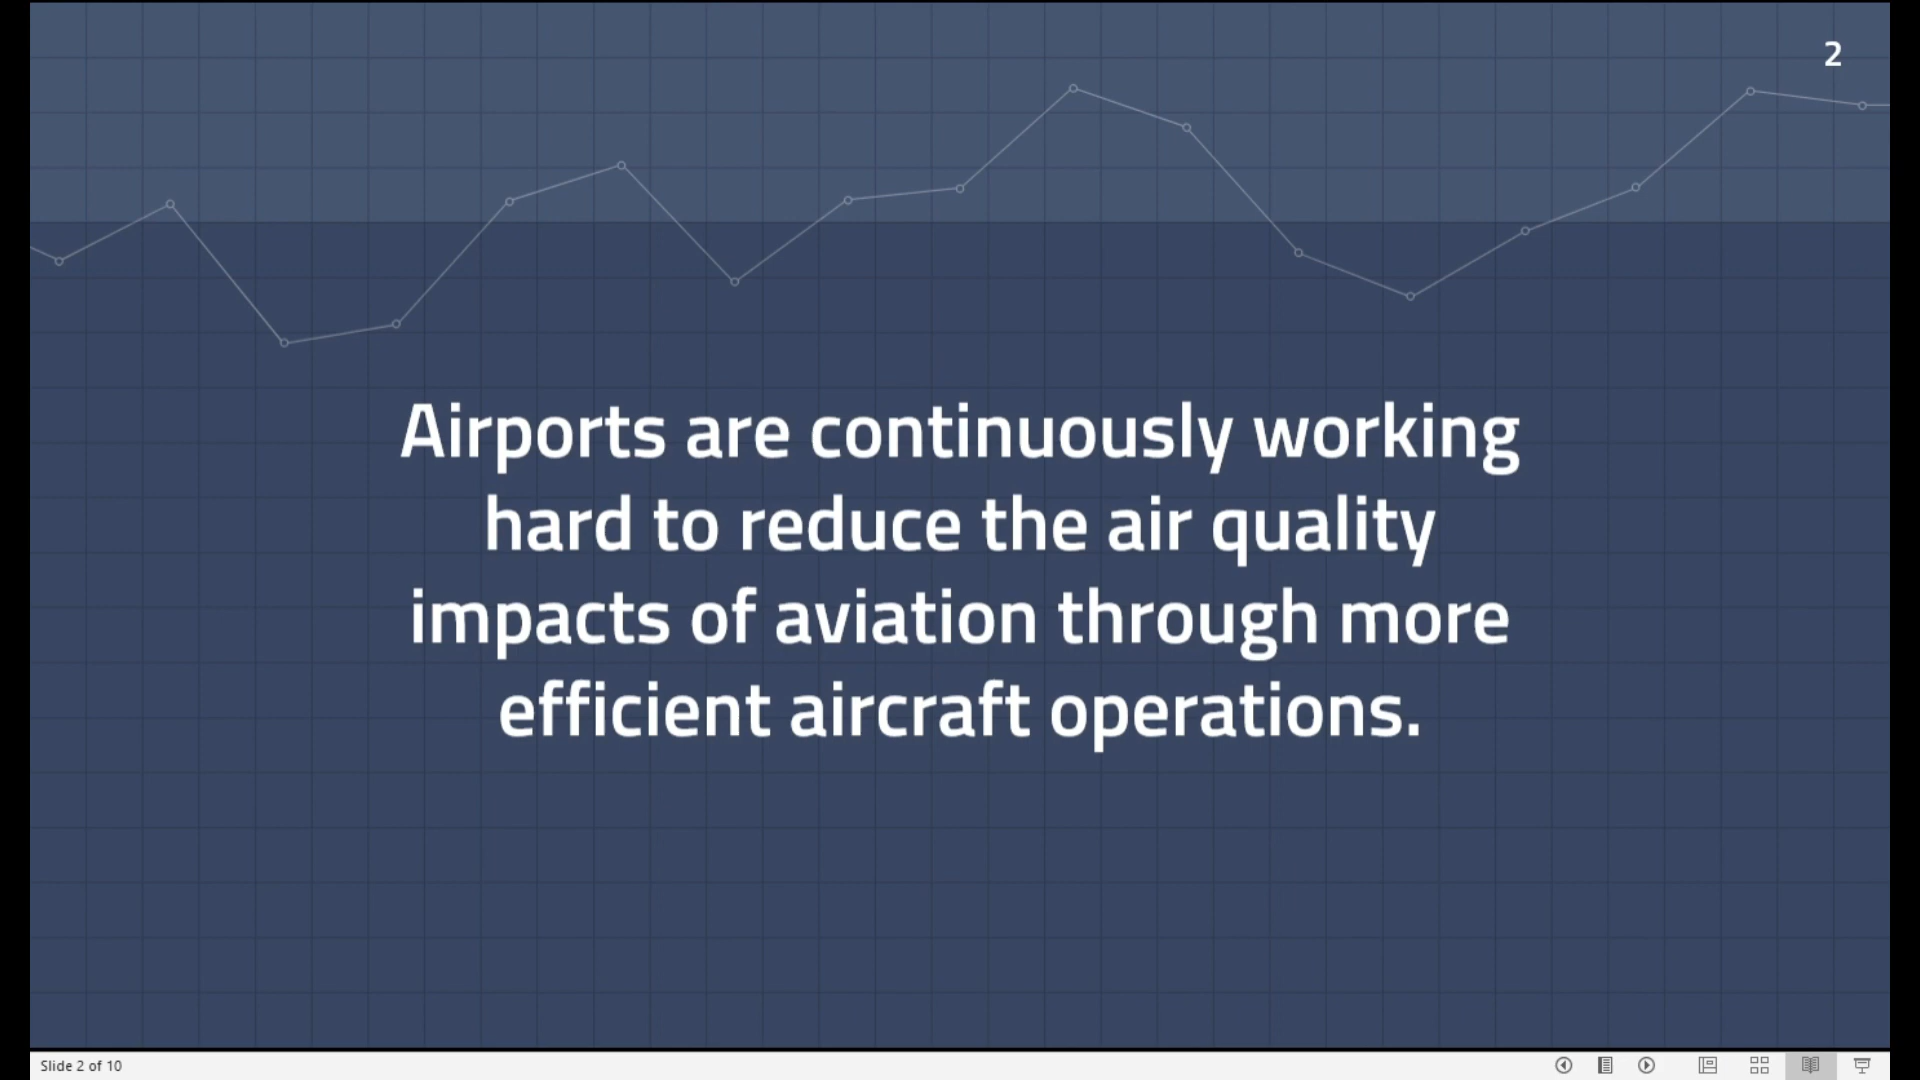 2
Airports are continuously working
hard to reduce the air quality
impacts of aviation through more
efficient aircraft operations.
Slide 2 of 10